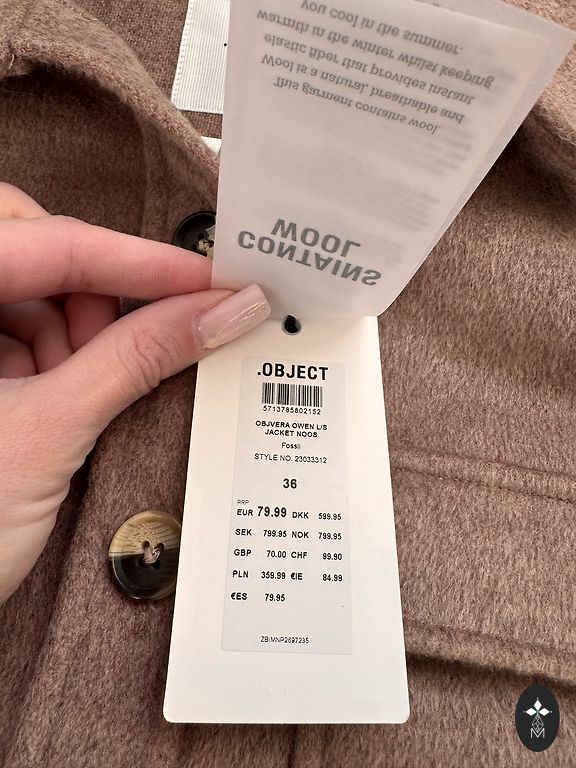 you cool in the summer.
warmth in the winter whilst keeping
elastic fiber that provides instant
Wool is a natural, breathable and
This garment contains wool
WOOL
CONTAINS
.OBJECT
5713785802152
OBJVERA OWEN L/S
JACKET NOOS
Fossil
STYLE NO. 23033312
36
RRP
EUR 79.99 DKK 599.95
SEK 799.95 NOK 799.95
GBP 70.00 CHF 99.90
PLN 359.99 €IE 84.99
€ES 79.95
ZBIMNP2697235
M